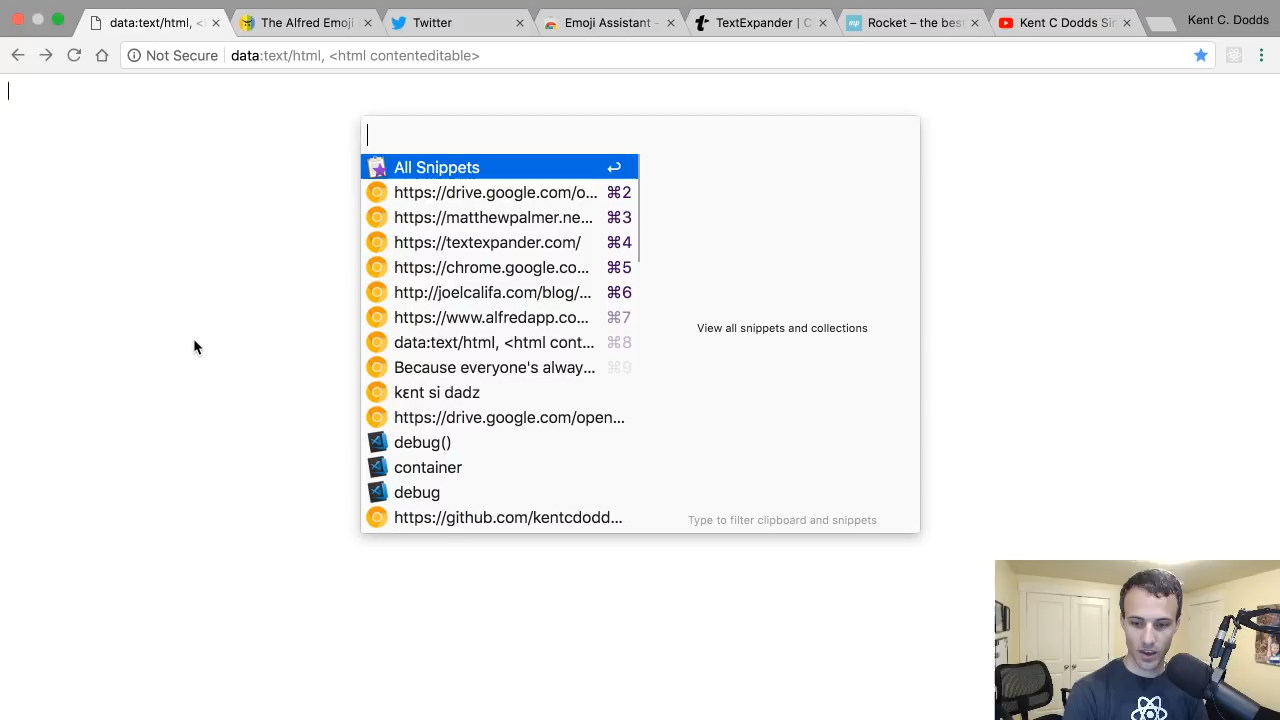 data:text/html, <
The Alfred Emoji
Twitter
Emoji Assistant -
TextExpander | C
Rocket – the bes
Kent C Dodds Sin
Kent C. Dodds
Not Secure
data:text/html, <html contenteditable>
All Snippets
https://drive.google.com/o... ⌘2
https://matthewpalmer.ne... ⌘3
https://textexpander.com/ ⌘4
https://chrome.google.co... ⌘5
http://joelcalifa.com/blog/... ⌘6
https://www.alfredapp.co... ⌘7
data:text/html, <html cont... ⌘8
Because everyone's alway... ⌘9
kɛnt si dadz
https://drive.google.com/open...
debug()
container
debug
https://github.com/kentcdodd...
View all snippets and collections
Type to filter clipboard and snippets